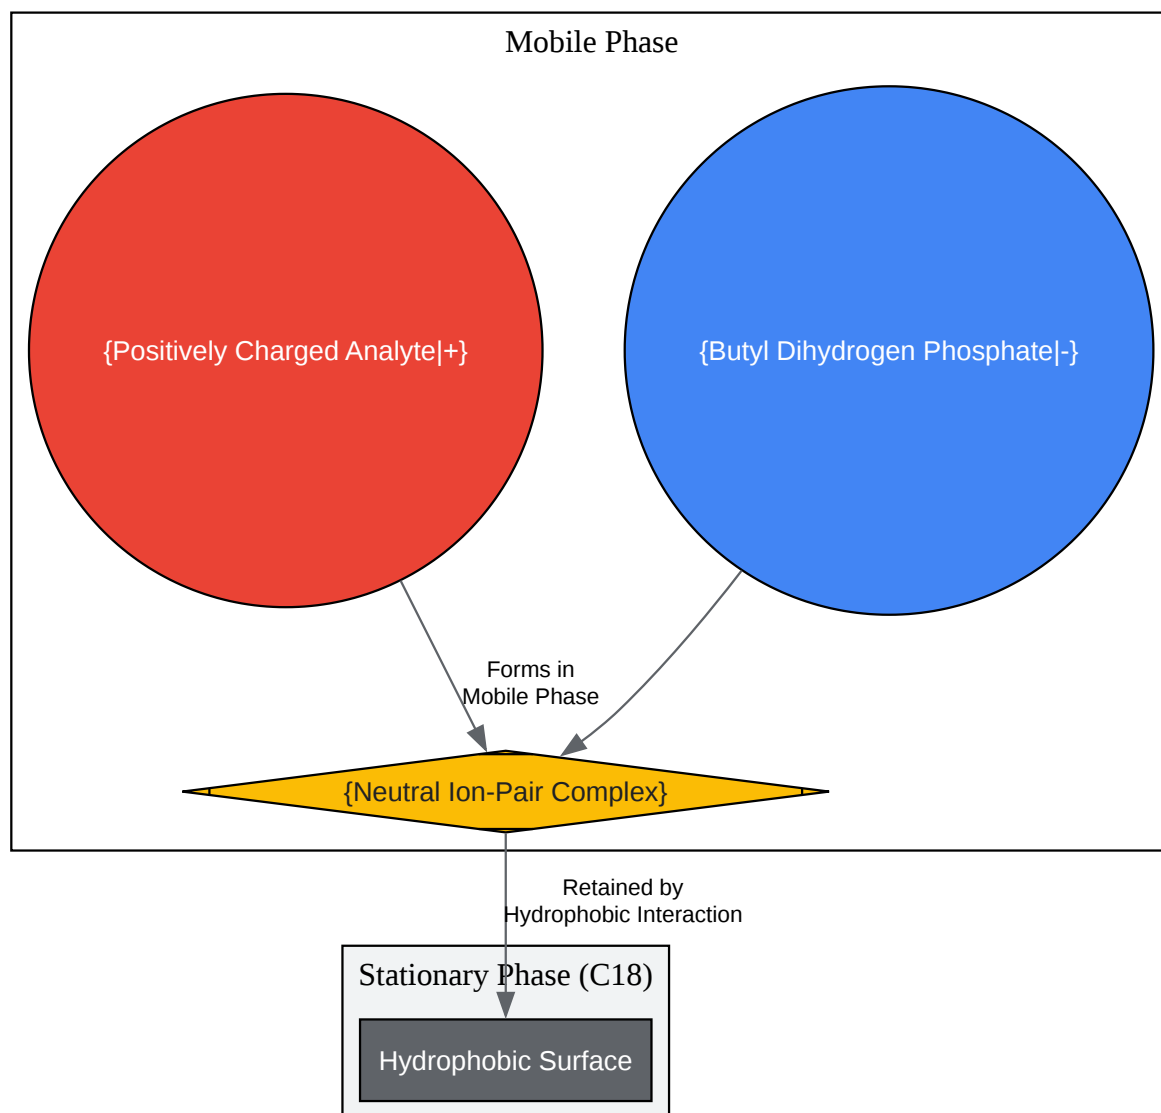 Mobile Phase
{Positively Charged Analyte|+}
{Butyl Dihydrogen Phosphate|-}
Forms in
Mobile Phase
{Neutral Ion-Pair Complex}
Retained by
Hydrophobic Interaction
Stationary Phase (C18)
Hydrophobic Surface